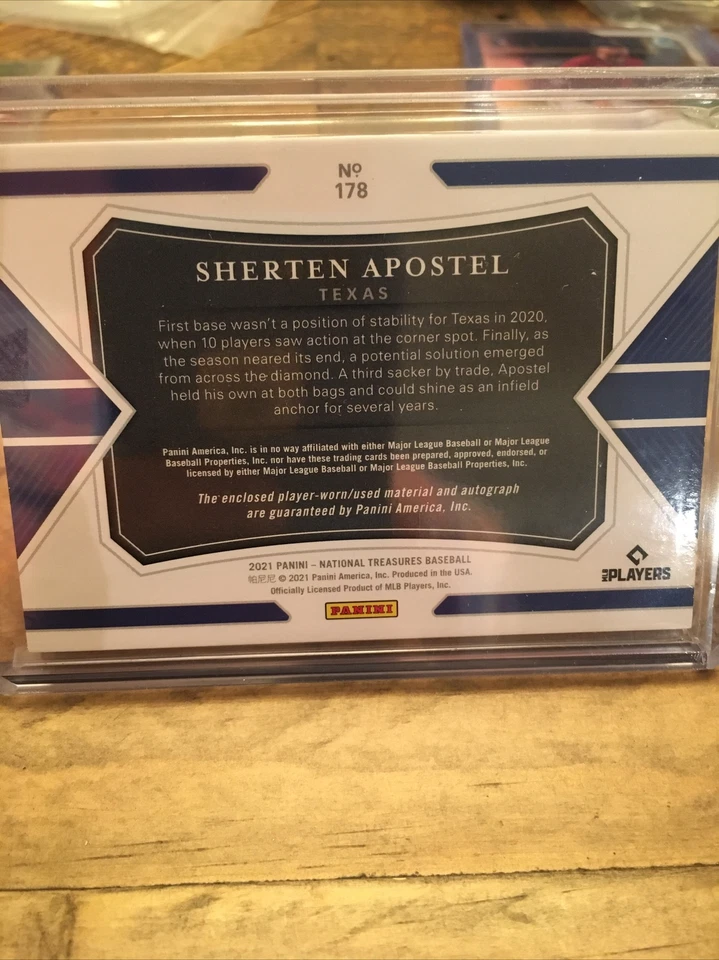 Nº
178
SHERTEN APOSTEL
TEXAS
First base wasn't a position of stability for Texas in 2020,
when 10 players saw action at the corner spot. Finally, as
the season neared its end, a potential solution emerged
from across the diamond. A third sacker by trade, Apostel
held his own at both bags and could shine as an infield
anchor for several years.
Panini America, Inc. is in no way affiliated with either Major League Baseball or Major League
Baseball Properties, Inc. nor have these trading cards been prepared, approved, endorsed, or
licensed by either Major League Baseball or Major League Baseball Properties, Inc.
The enclosed player-worn/used material and autograph
are guaranteed by Panini America, Inc.
2021 PANINI – NATIONAL TREASURES BASEBALL
帕尼尼 © 2021 Panini America, Inc. Produced in the USA.
Officially Licensed Product of MLB Players, Inc.
MLB PLAYERS
PANINI